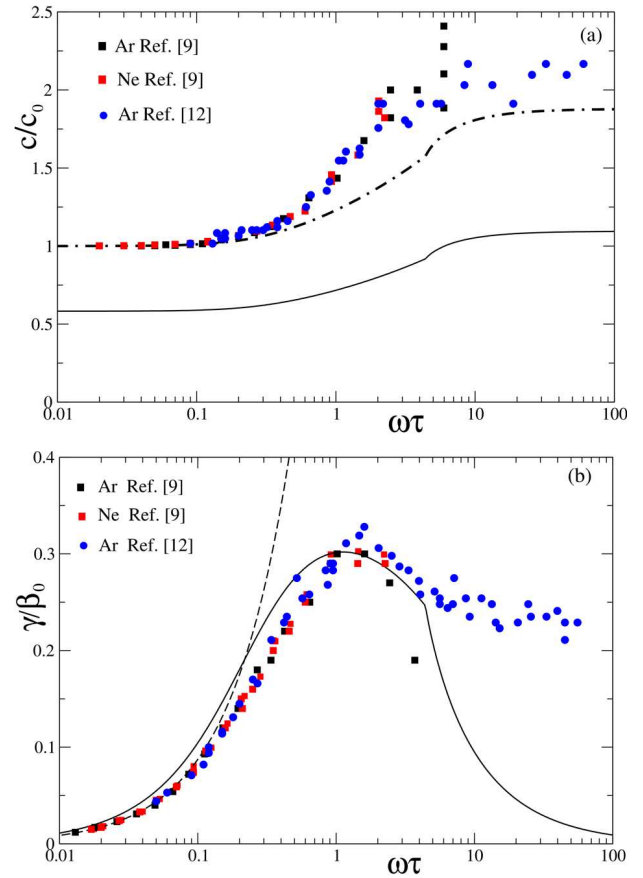 2.5
(a)
Ar Ref. [9]
2
Ne Ref. [9]
Ar Ref. [12]
c/c₀
1.5
1
0.5
0
0.01
0.1
1
10
100
ωτ
0.4
(b)
Ar Ref. [9]
Ne Ref. [9]
0.3
Ar Ref. [12]
γ/β₀
0.2
0.1
0
0.01
0.1
1
10
100
ωτ